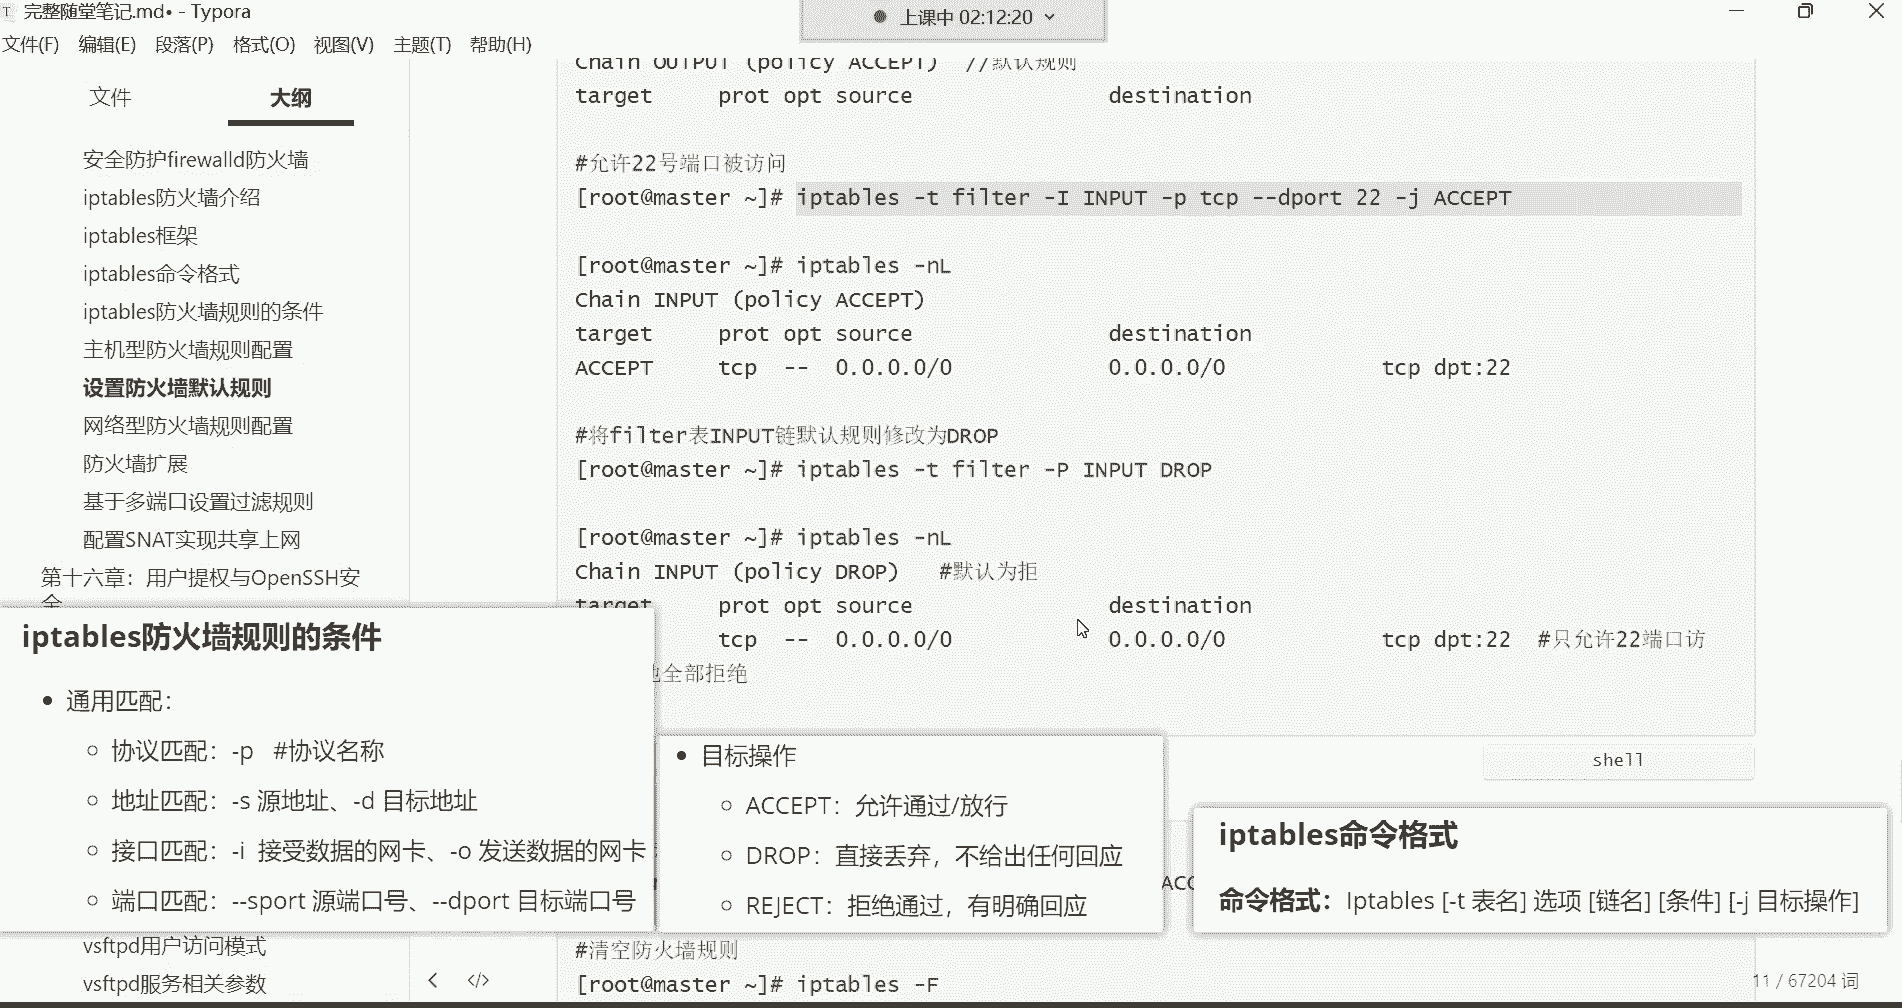 完整随堂笔记.md• - Typora
上课中 02:12:20
文件(F) 编辑(E) 段落(P) 格式(O) 视图(V) 主题(T) 帮助(H)
文件 大纲
安全防护firewalld防火墙
iptables防火墙介绍
iptables框架
iptables命令格式
iptables防火墙规则的条件
主机型防火墙规则配置
设置防火墙默认规则
网络型防火墙规则配置
防火墙扩展
基于多端口设置过滤规则
配置SNAT实现共享上网
第十六章：用户提权与OpenSSH安
全
Chain OUTPUT (policy ACCEPT) //默认规则
target prot opt source destination
#允许22号端口被访问
[root@master ~]# iptables -t filter -I INPUT -p tcp --dport 22 -j ACCEPT
[root@master ~]# iptables -nL
Chain INPUT (policy ACCEPT)
target prot opt source destination
ACCEPT tcp -- 0.0.0.0/0 0.0.0.0/0 tcp dpt:22
#将filter表INPUT链默认规则修改为DROP
[root@master ~]# iptables -t filter -P INPUT DROP
[root@master ~]# iptables -nL
Chain INPUT (policy DROP) #默认为拒
target prot opt source destination
tcp -- 0.0.0.0/0 0.0.0.0/0 tcp dpt:22 #只允许22端口访
全部拒绝
shell
iptables防火墙规则的条件
• 通用匹配：
协议匹配：-p #协议名称
地址匹配：-s 源地址、-d 目标地址
接口匹配：-i 接受数据的网卡、-o 发送数据的网卡
端口匹配：--sport 源端口号、--dport 目标端口号
• 目标操作
ACCEPT：允许通过/放行
DROP：直接丢弃，不给出任何回应
REJECT：拒绝通过，有明确回应
iptables命令格式
命令格式：Iptables [-t 表名] 选项 [链名] [条件] [-j 目标操作]
vsftpd用户访问模式
vsftpd服务相关参数
#清空防火墙规则
[root@master ~]# iptables -F
11 / 67204 词